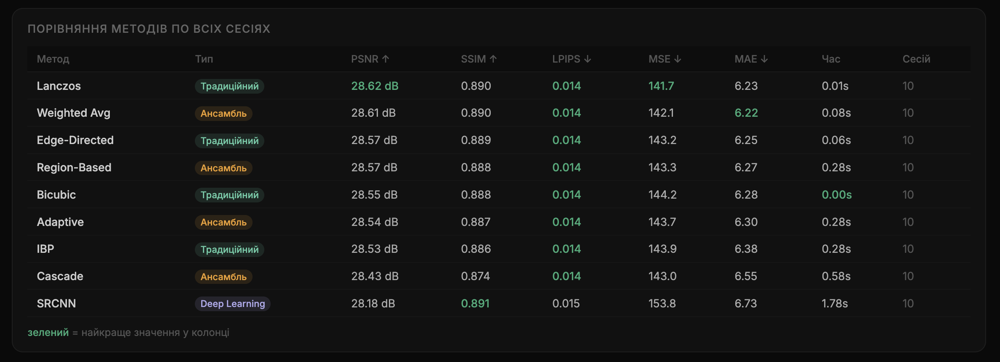 ПОРІВНЯННЯ МЕТОДІВ ПО ВСІХ СЕСІЯХ
Метод Тип PSNR ↑ SSIM ↑ LPIPS ↓ MSE ↓ MAE ↓ Час Сесій
Lanczos Традиційний 28.62 dB 0.890 0.014 141.7 6.23 0.01s 10
Weighted Avg Ансамбль 28.61 dB 0.890 0.014 142.1 6.22 0.08s 10
Edge-Directed Традиційний 28.57 dB 0.889 0.014 143.2 6.25 0.06s 10
Region-Based Ансамбль 28.57 dB 0.888 0.014 143.3 6.27 0.28s 10
Bicubic Традиційний 28.55 dB 0.888 0.014 144.2 6.28 0.00s 10
Adaptive Ансамбль 28.54 dB 0.887 0.014 143.7 6.30 0.28s 10
IBP Традиційний 28.53 dB 0.886 0.014 143.9 6.38 0.28s 10
Cascade Ансамбль 28.43 dB 0.874 0.014 143.0 6.55 0.58s 10
SRCNN Deep Learning 28.18 dB 0.891 0.015 153.8 6.73 1.78s 10
зелений = найкраще значення у колонці